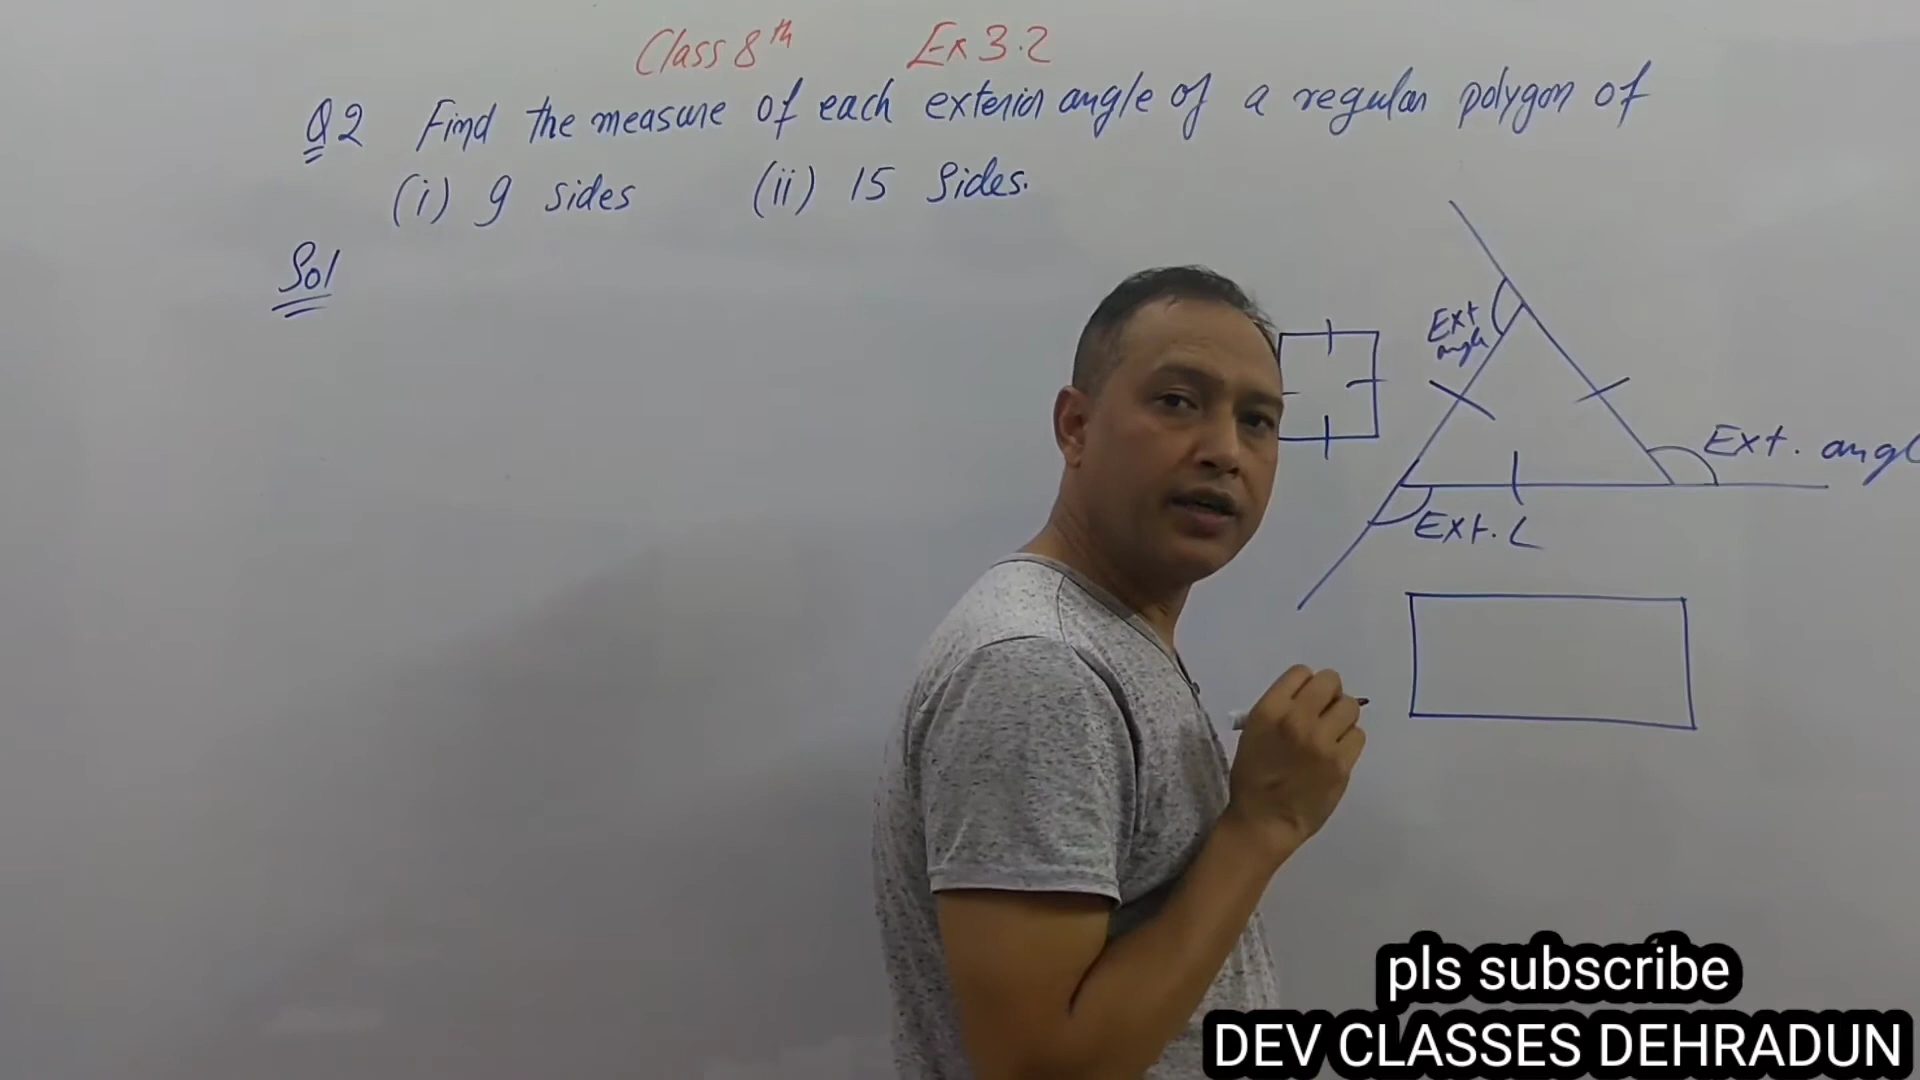 Class 8th Ex 3.2
Q2 Find the measure of each exterior angle of a regular polygon of
(i) 9 sides (ii) 15 Sides.
Sol
Ext
angle
Ext. angl
Ext. ∠
pls subscribe
DEV CLASSES DEHRADUN